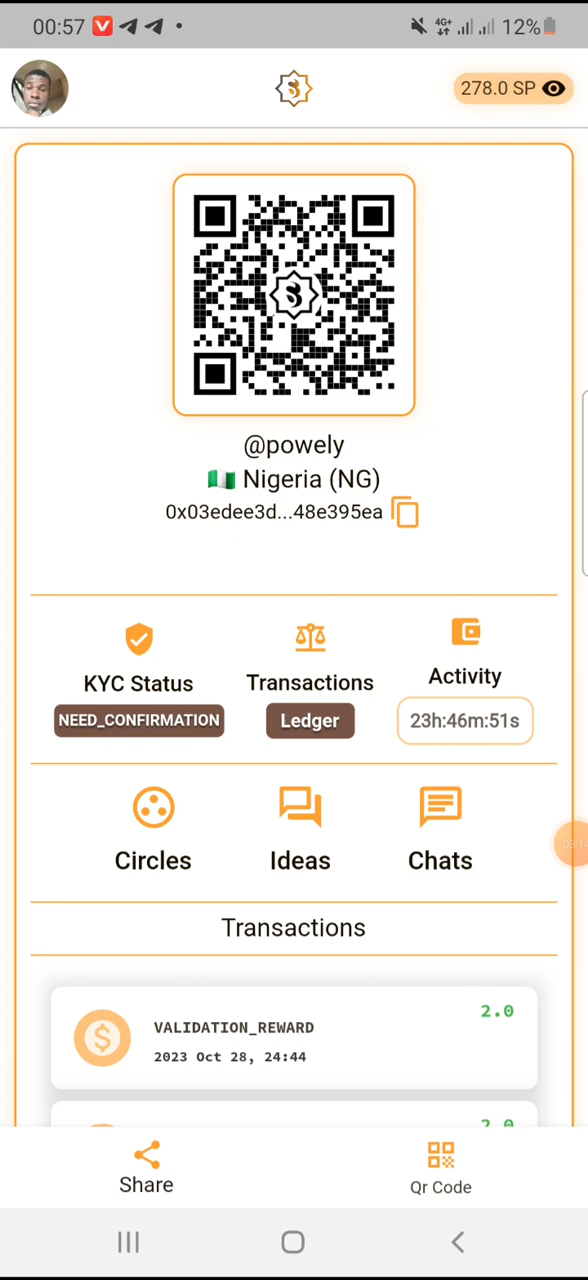 00:57
4G+
12%
278.0 SP
@powely
Nigeria (NG)
0x03edee3d...48e395ea
KYC Status
Transactions
Activity
NEED_CONFIRMATION
Ledger
23h:46m:51s
Circles
Ideas
Chats
Transactions
2.0
VALIDATION_REWARD
2023 Oct 28, 24:44
2.0
Share
Qr Code